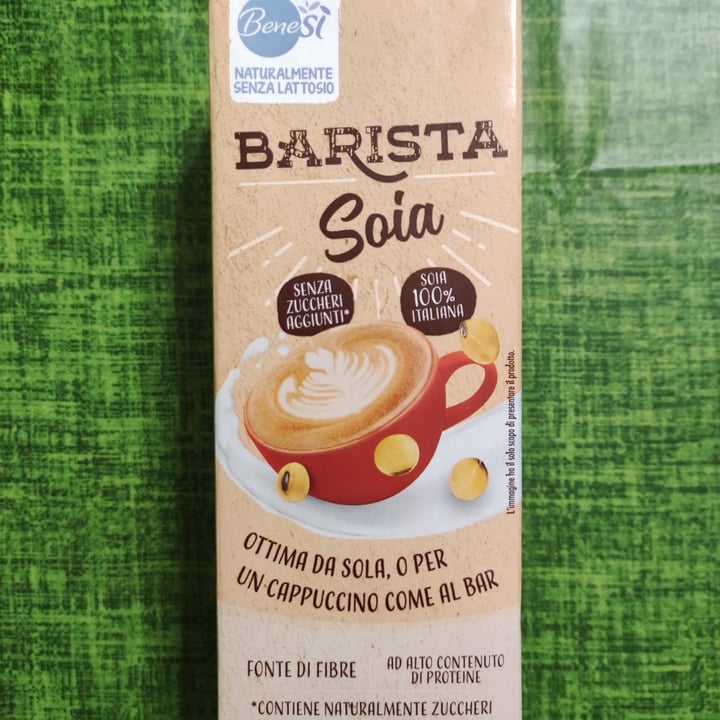 BeneSì
NATURALMENTE
SENZA LATTOSIO
BARISTA
Soia
SENZA
ZUCCHERI
AGGIUNTI*
SOIA
100%
ITALIANA
L'immagine ha il solo scopo di presentare il prodotto.
OTTIMA DA SOLA, O PER
UN CAPPUCCINO COME AL BAR
FONTE DI FIBRE
AD ALTO CONTENUTO
DI PROTEINE
*CONTIENE NATURALMENTE ZUCCHERI